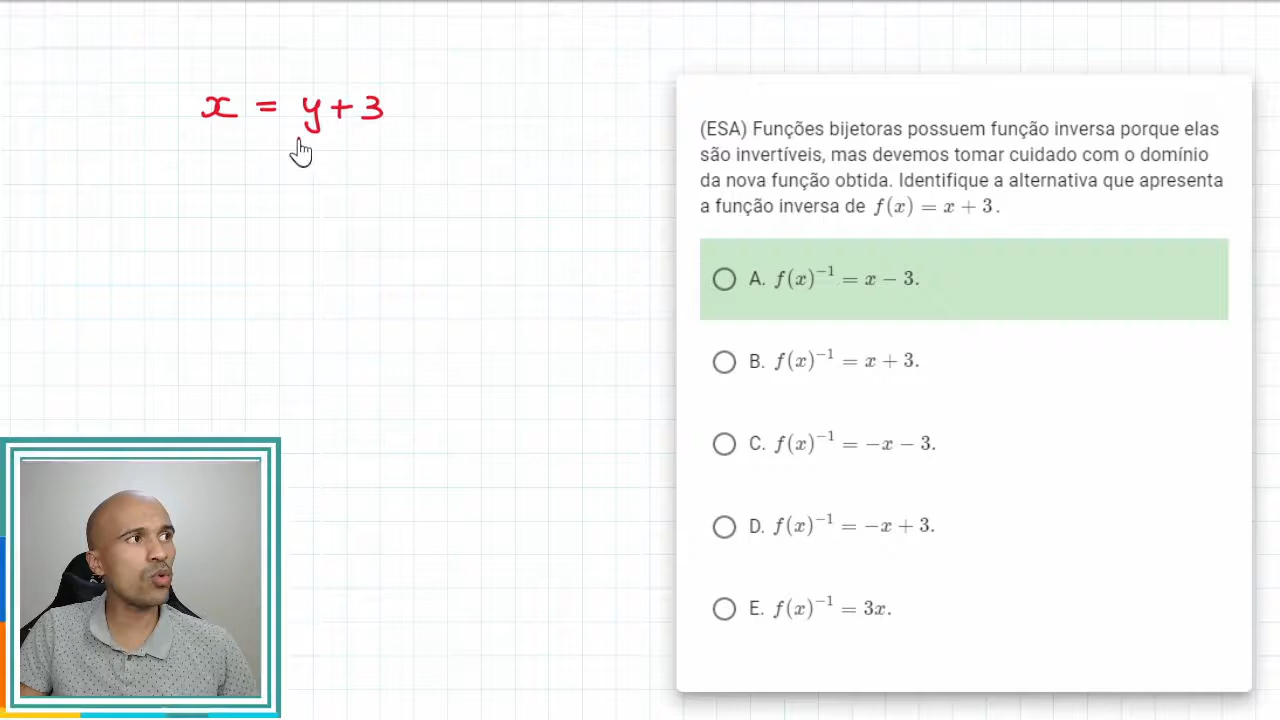 x = y + 3
(ESA) Funções bijetoras possuem função inversa porque elas
são invertíveis, mas devemos tomar cuidado com o domínio
da nova função obtida. Identifique a alternativa que apresenta
a função inversa de f(x) = x + 3.
A. f(x)⁻¹ = x − 3.
B. f(x)⁻¹ = x + 3.
C. f(x)⁻¹ = −x − 3.
D. f(x)⁻¹ = −x + 3.
E. f(x)⁻¹ = 3x.